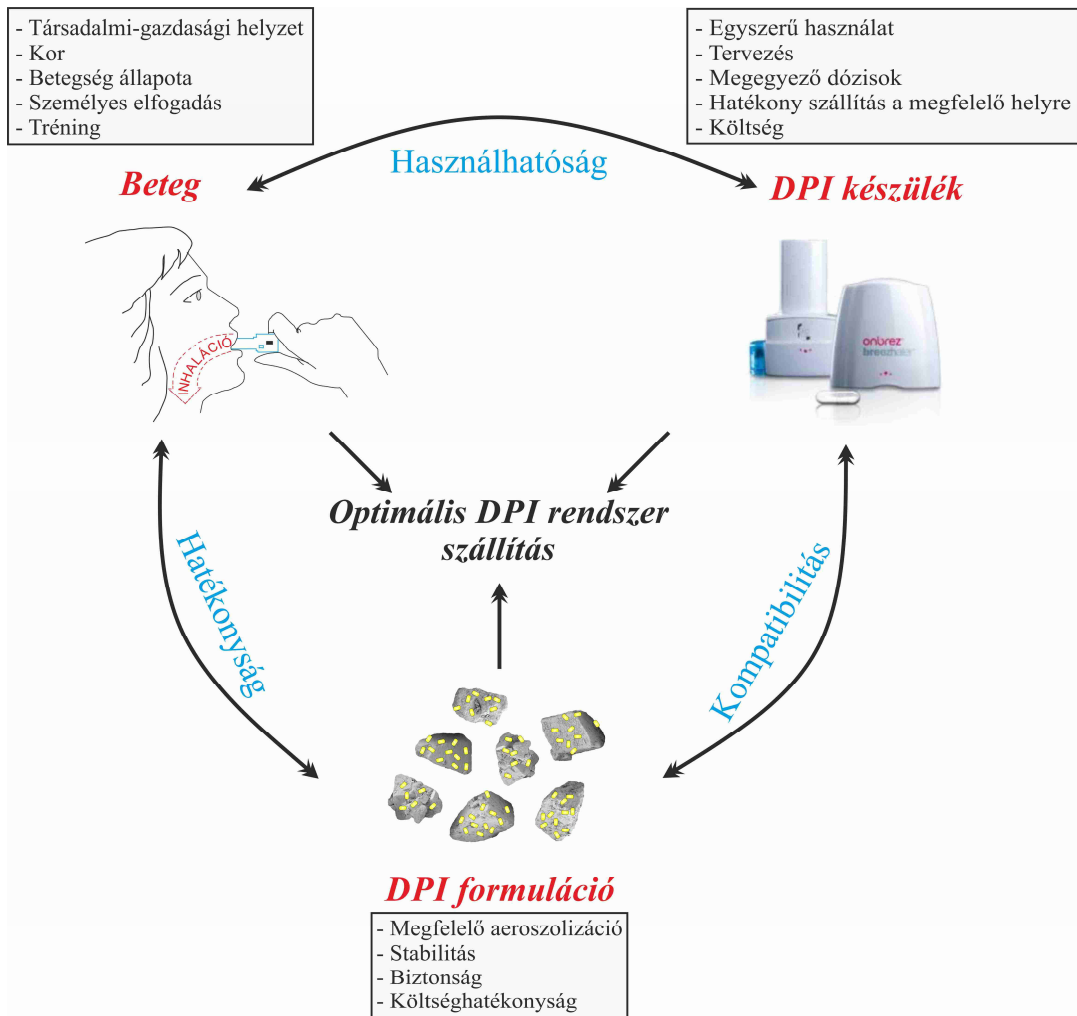 - Társadalmi-gazdasági helyzet
- Kor
- Betegség állapota
- Személyes elfogadás
- Tréning
- Egyszerű használat
- Tervezés
- Megegyező dózisok
- Hatékony szállítás a megfelelő helyre
- Költség
Használhatóság
Beteg
DPI készülék
INHALÁCIÓ
onbrez
breezhaler
Optimális DPI rendszer
szállítás
Hatékonyság
Kompatibilitás
DPI formuláció
- Megfelelő aeroszolizáció
- Stabilitás
- Biztonság
- Költséghatékonyság